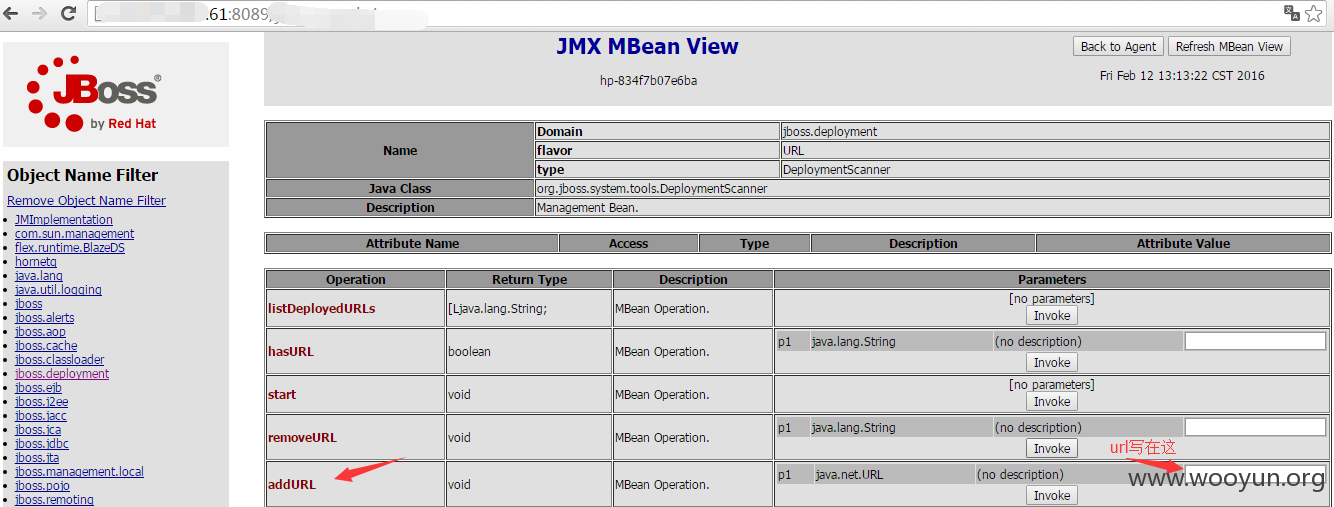 .61:8089/
JMX MBean View
Back to Agent
Refresh MBean View
hp-834f7b07e6ba
Fri Feb 12 13:13:22 CST 2016
JBoss®
by Red Hat
Object Name Filter
Remove Object Name Filter
JMImplementation
com.sun.management
flex.runtime.BlazeDS
hornetq
java.lang
java.util.logging
jboss
jboss.alerts
jboss.aop
jboss.cache
jboss.classloader
jboss.deployment
jboss.ejb
jboss.j2ee
jboss.jacc
jboss.jca
jboss.jdbc
jboss.jta
jboss.management.local
jboss.pojo
jboss.remoting
Name Domain jboss.deployment
flavor URL
type DeploymentScanner
Java Class org.jboss.system.tools.DeploymentScanner
Description Management Bean.
Attribute Name Access Type Description Attribute Value
Operation Return Type Description Parameters
listDeployedURLs [Ljava.lang.String; MBean Operation. [no parameters]
Invoke
hasURL boolean MBean Operation. p1 java.lang.String (no description)
Invoke
start void MBean Operation. [no parameters]
Invoke
removeURL void MBean Operation. p1 java.lang.String (no description)
Invoke
url写在这
addURL void MBean Operation. p1 java.net.URL (no description)
Invoke
www.wooyun.org